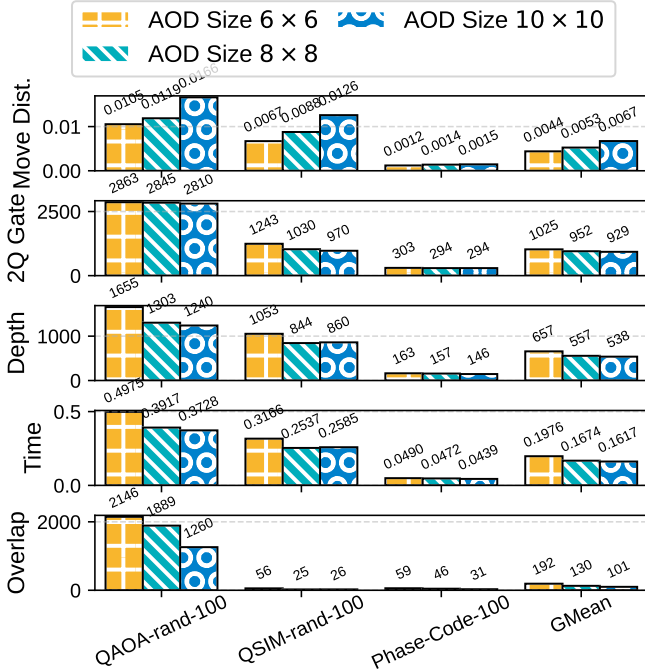 AOD Size 6 × 6
AOD Size 10 × 10
AOD Size 8 × 8
Move Dist.
0.01
0.00
0.0105 0.0119 0.0166
0.0067 0.0088 0.0126
0.0012 0.0014 0.0015
0.0044 0.0053 0.0067
2Q Gate
2500
0
2863 2845 2810
1243 1030 970
303 294 294
1025 952 929
Depth
1000
0
1655 1303 1240
1053 844 860
163 157 146
657 557 538
Time
0.5
0.0
0.4975 0.3917 0.3728
0.3166 0.2537 0.2585
0.0490 0.0472 0.0439
0.1976 0.1674 0.1617
Overlap
2000
0
2146 1889 1260
56 25 26
59 46 31
192 130 101
QAOA-rand-100
QSIM-rand-100
Phase-Code-100
GMean